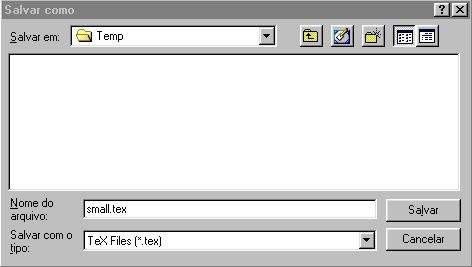 Salvar como
Salvar em: Temp
Nome do
arquivo: small.tex
Salvar
Salvar com o
tipo: TeX Files (*.tex)
Cancelar